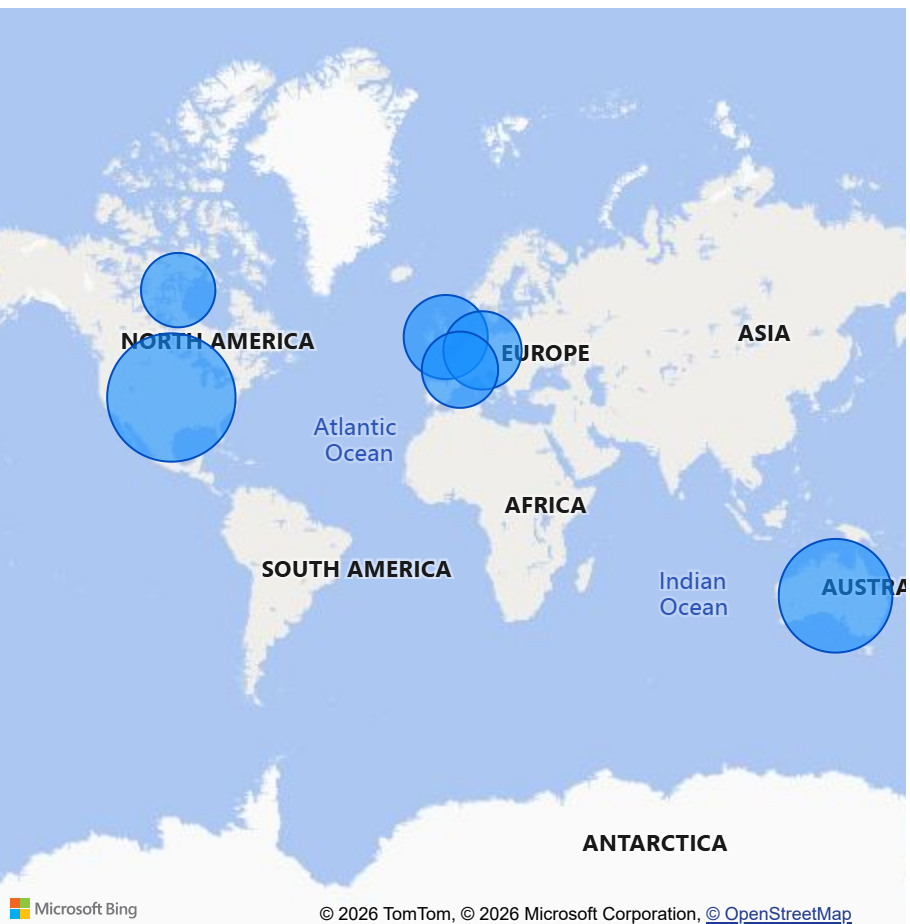 NORTH AMERICA
ASIA
EUROPE
Atlantic
Ocean
AFRICA
SOUTH AMERICA
Indian
Ocean
AUSTRA
ANTARCTICA
Microsoft Bing
© 2026 TomTom, © 2026 Microsoft Corporation, © OpenStreetMap